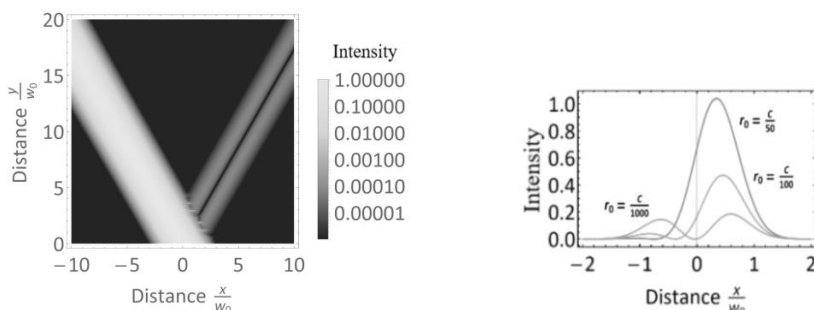 20
15
10
5
0
Distance y/w₀
−10 −5 0 5 10
Distance x/w₀
Intensity
1.00000
0.10000
0.01000
0.00100
0.00010
0.00001
1.0
0.8
0.6
0.4
0.2
0.0
Intensity
r₀ = c/50
r₀ = c/100
r₀ = c/1000
−2 −1 0 1 2
Distance x/w₀